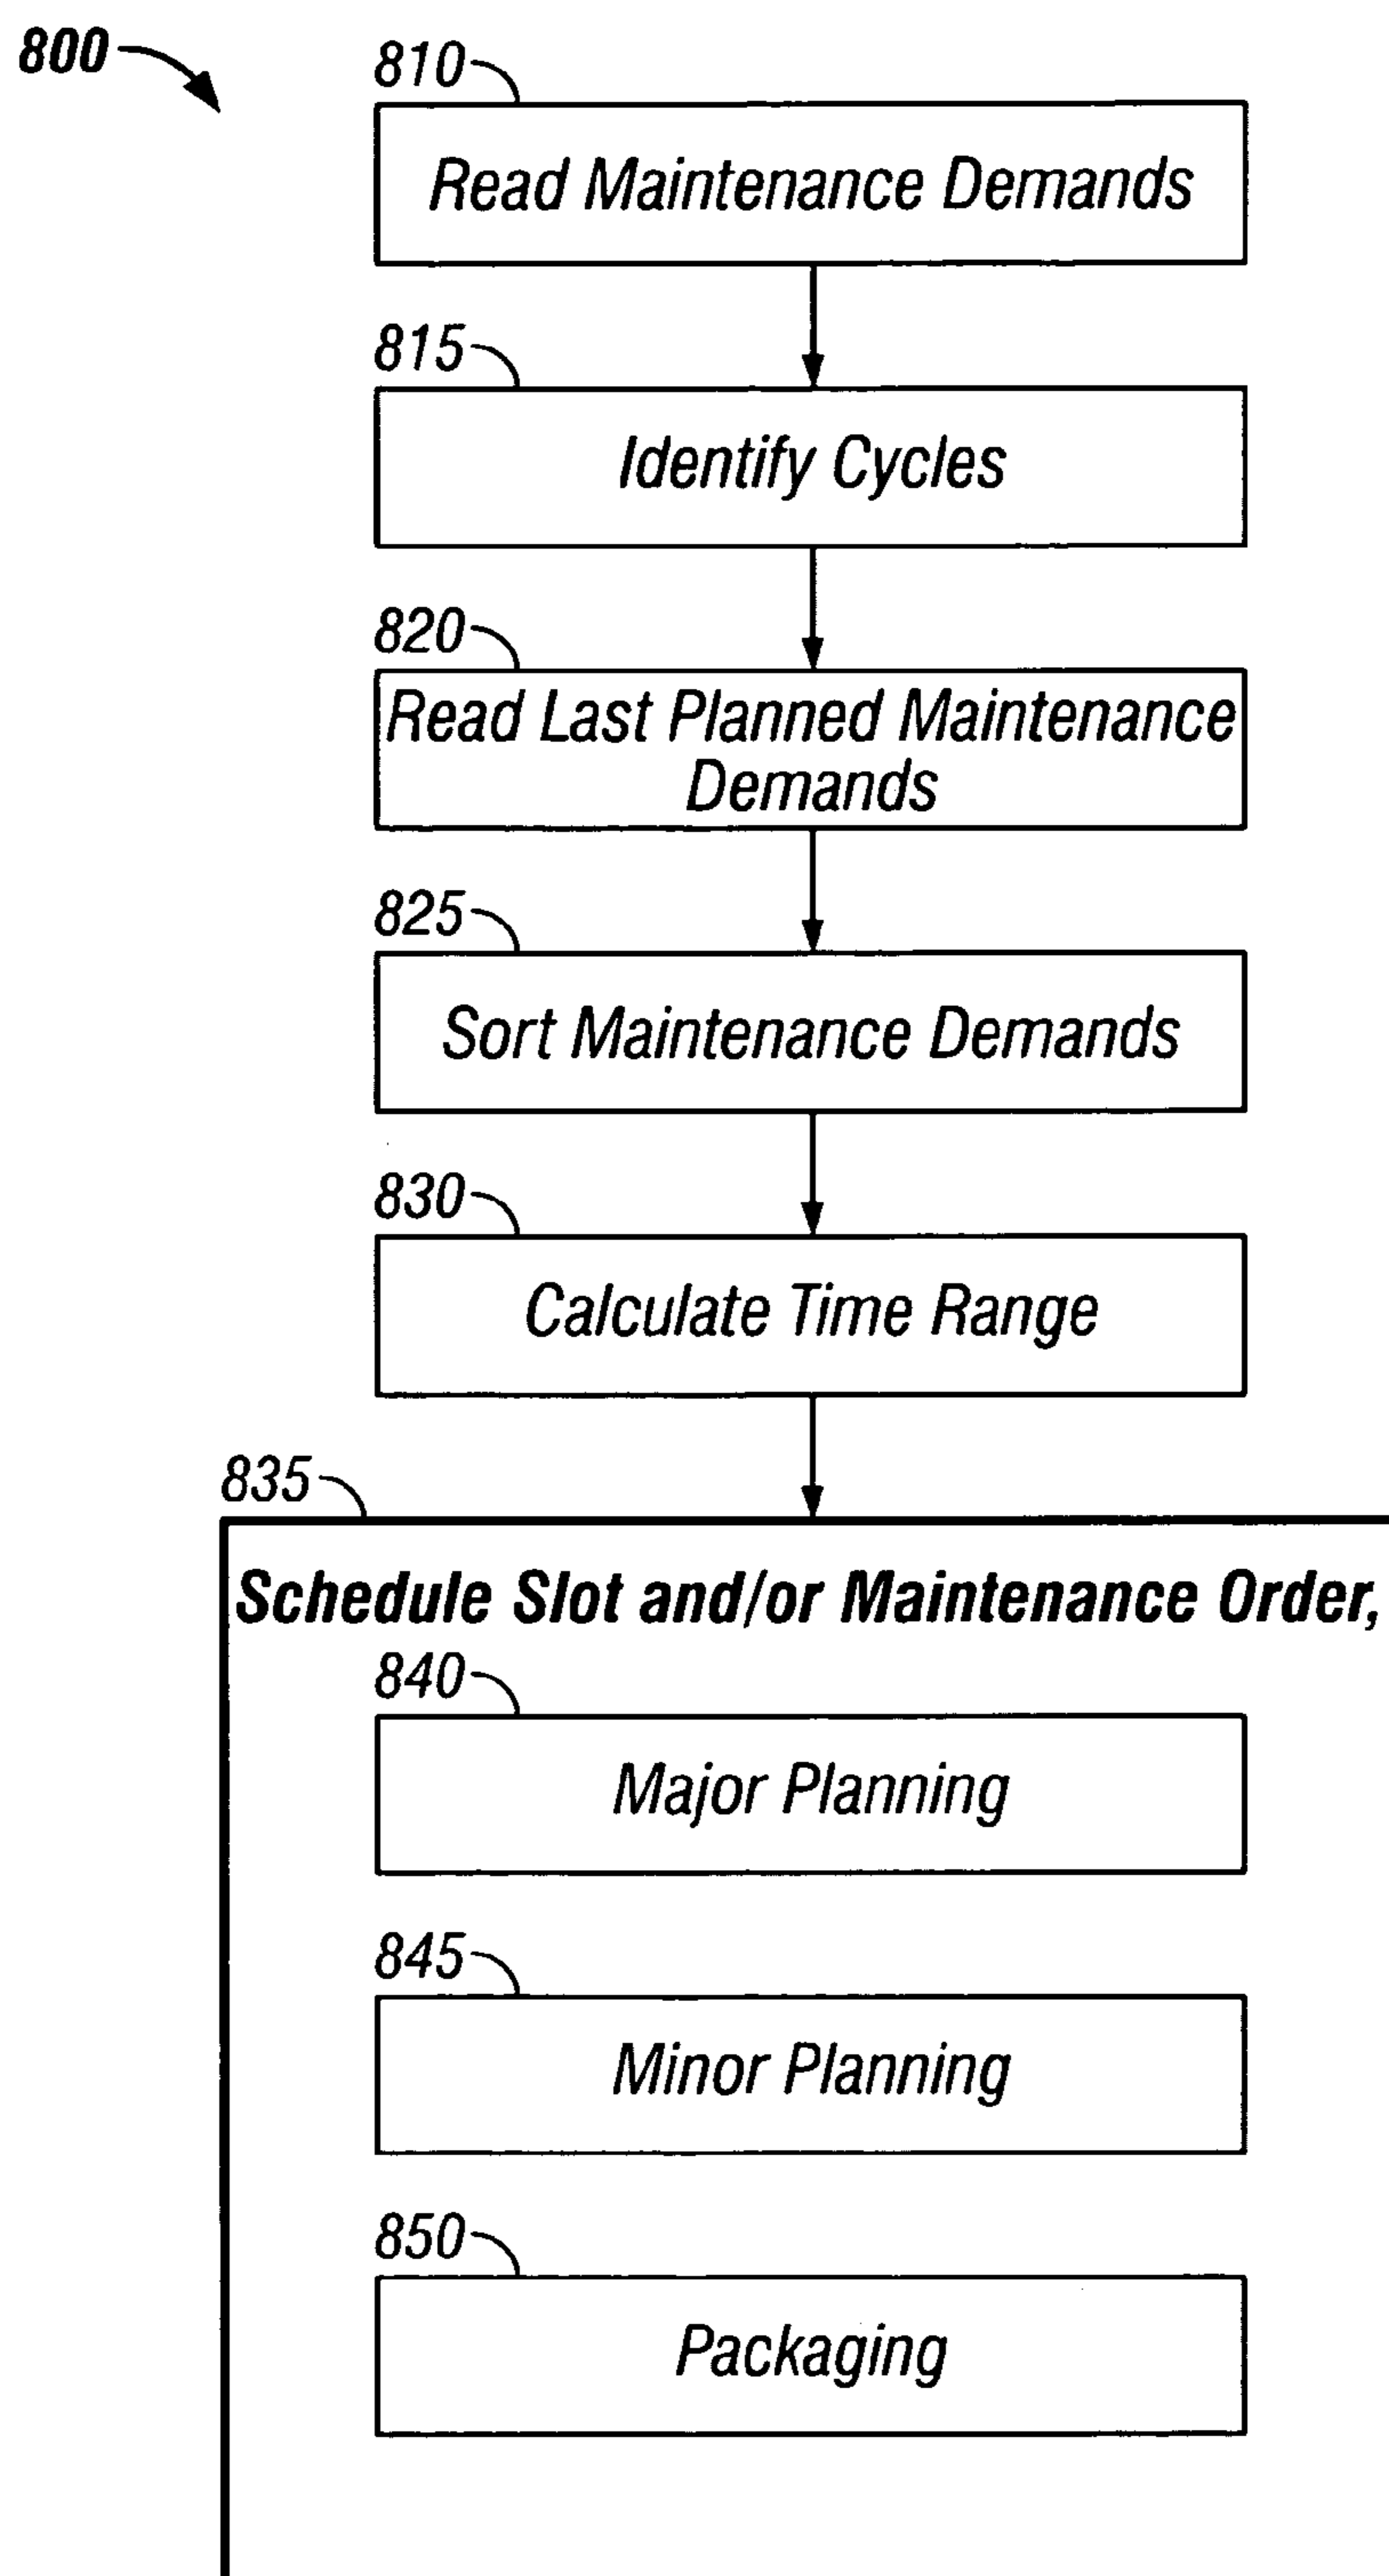 800
810
Read Maintenance Demands
815
Identify Cycles
820
Read Last Planned Maintenance
Demands
825
Sort Maintenance Demands
830
Calculate Time Range
835
Schedule Slot and/or Maintenance Order,
840
Major Planning
845
Minor Planning
850
Packaging